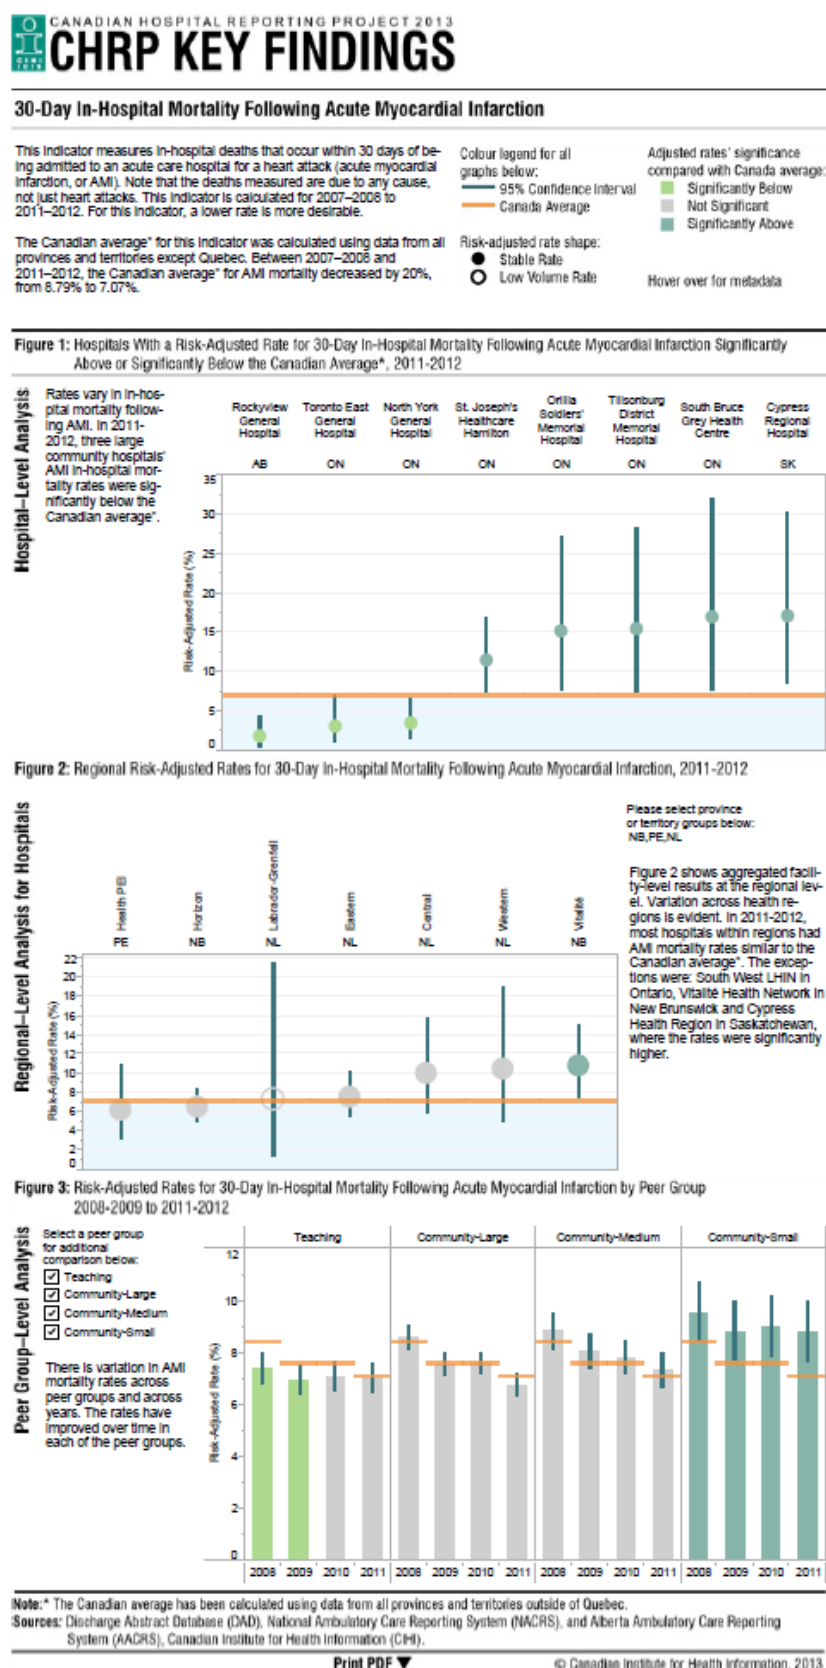 CANADIAN HOSPITAL REPORTING PROJECT 2013
CHRP KEY FINDINGS
CIHI
ICIS
30-Day In-Hospital Mortality Following Acute Myocardial Infarction
This indicator measures in-hospital deaths that occur within 30 days of be-
ing admitted to an acute care hospital for a heart attack (acute myocardial
infarction, or AMI). Note that the deaths measured are due to any cause,
not just heart attacks. This indicator is calculated for 2007–2008 to
2011–2012. For this indicator, a lower rate is more desirable.
The Canadian average* for this indicator was calculated using data from all
provinces and territories except Quebec. Between 2007–2008 and
2011–2012, the Canadian average* for AMI mortality decreased by 20%,
from 8.79% to 7.07%.
Colour legend for all
graphs below:
95% Confidence Interval
Canada Average
Risk-adjusted rate shape:
Stable Rate
Low Volume Rate
Adjusted rates' significance
compared with Canada average:
Significantly Below
Not Significant
Significantly Above
Hover over for metadata
Figure 1: Hospitals With a Risk-Adjusted Rate for 30-Day In-Hospital Mortality Following Acute Myocardial Infarction Significantly
Above or Significantly Below the Canadian Average*, 2011-2012
Hospital–Level Analysis
Rates vary in in-hos-
pital mortality follow-
ing AMI. In 2011-
2012, three large
community hospitals'
AMI in-hospital mor-
tality rates were sig-
nificantly below the
Canadian average*.
Rockyview
General
Hospital
AB
Toronto East
General
Hospital
ON
North York
General
Hospital
ON
St. Joseph's
Healthcare
Hamilton
ON
Orillia
Soldiers'
Memorial
Hospital
ON
Tillsonburg
District
Memorial
Hospital
ON
South Bruce
Grey Health
Centre
ON
Cypress
Regional
Hospital
SK
Risk-Adjusted Rate (%)
35
30
25
20
15
10
5
0
Figure 2: Regional Risk-Adjusted Rates for 30-Day In-Hospital Mortality Following Acute Myocardial Infarction, 2011-2012
Regional–Level Analysis for Hospitals
Health PEI
PE
Horizon
NB
Labrador-Grenfell
NL
Eastern
NL
Central
NL
Western
NL
Vitalité
NB
Risk-Adjusted Rate (%)
22
20
18
16
14
12
10
8
6
4
2
0
Please select province
or territory groups below:
NB,PE,NL
Figure 2 shows aggregated facili-
ty-level results at the regional lev-
el. Variation across health re-
gions is evident. In 2011-2012,
most hospitals within regions had
AMI mortality rates similar to the
Canadian average*. The excep-
tions were: South West LHIN in
Ontario, Vitalité Health Network in
New Brunswick and Cypress
Health Region in Saskatchewan,
where the rates were significantly
higher.
Figure 3: Risk-Adjusted Rates for 30-Day In-Hospital Mortality Following Acute Myocardial Infarction by Peer Group
2008-2009 to 2011-2012
Peer Group–Level Analysis
Select a peer group
for additional
comparison below:
Teaching
Community-Large
Community-Medium
Community-Small
There is variation in AMI
mortality rates across
peer groups and across
years. The rates have
improved over time in
each of the peer groups.
Teaching
Community-Large
Community-Medium
Community-Small
Risk-Adjusted Rate (%)
12
10
8
6
4
2
0
2008 2009 2010 2011 2008 2009 2010 2011 2008 2009 2010 2011 2008 2009 2010 2011
Note:* The Canadian average has been calculated using data from all provinces and territories outside of Quebec.
Sources: Discharge Abstract Database (DAD), National Ambulatory Care Reporting System (NACRS), and Alberta Ambulatory Care Reporting
System (AACRS), Canadian Institute for Health Information (CIHI).
Print PDF ▼
© Canadian Institute for Health Information, 2013